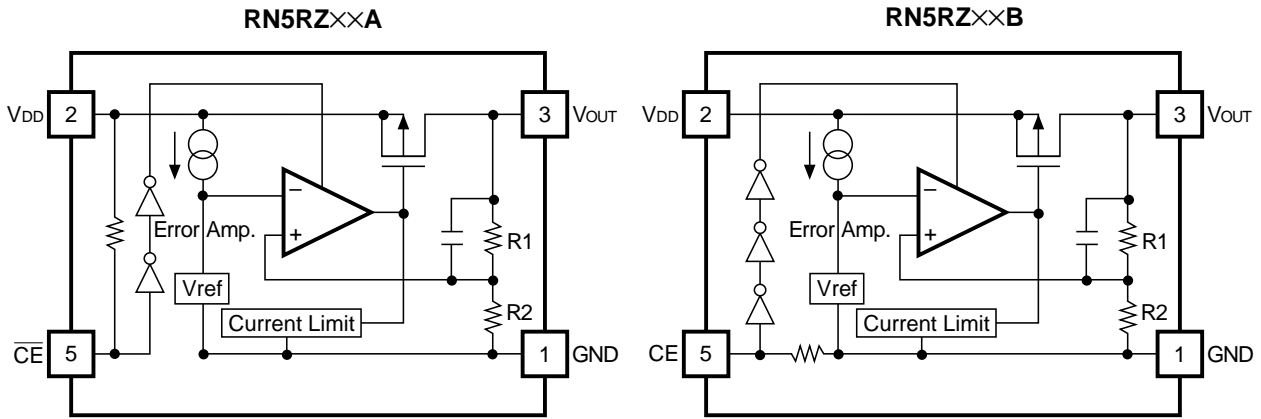 RN5RZ××A
VDD 2
3 VOUT
−
Error Amp.
+
R1
Vref
R2
Current Limit
C̅E̅ 5
1 GND
RN5RZ××B
VDD 2
3 VOUT
−
Error Amp.
+
R1
Vref
R2
Current Limit
CE 5
1 GND